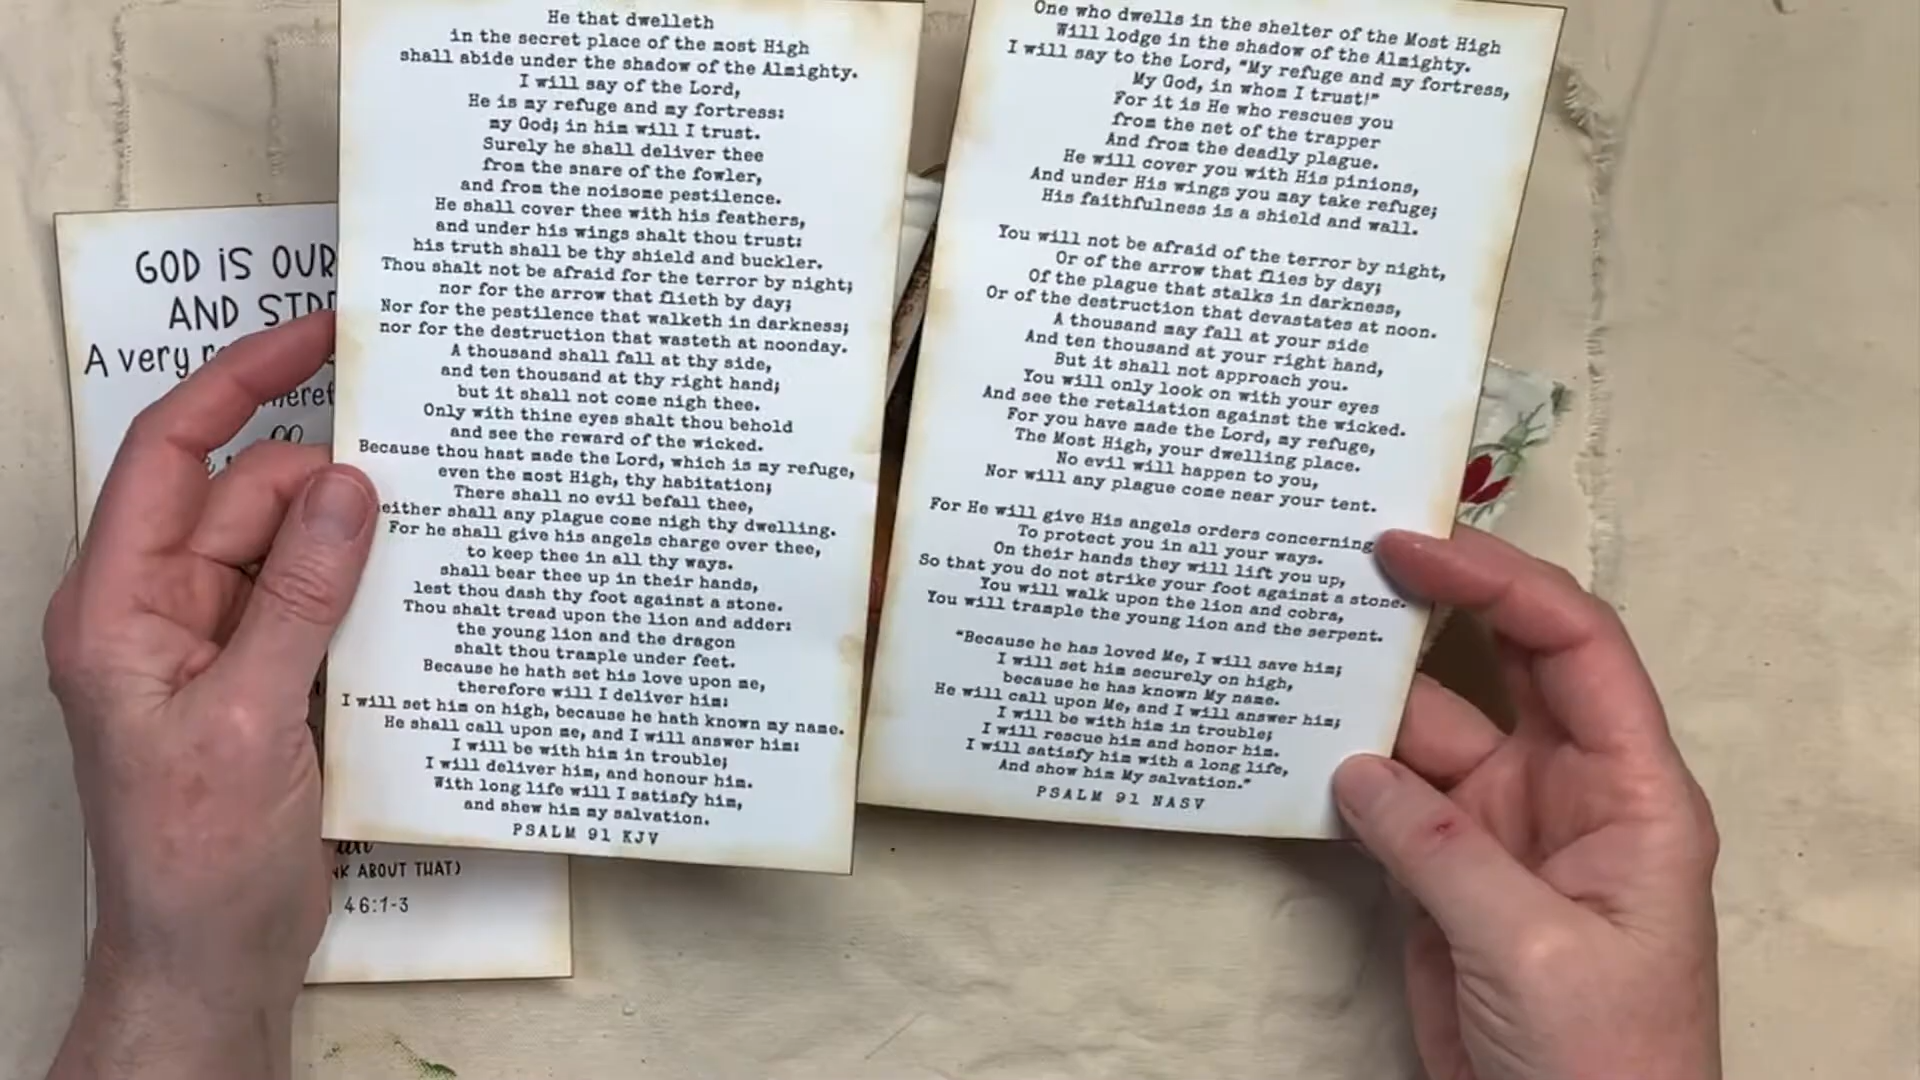 He that dwelleth
in the secret place of the most High
shall abide under the shadow of the Almighty.
I will say of the Lord,
He is my refuge and my fortress:
my God; in him will I trust.
Surely he shall deliver thee
from the snare of the fowler,
and from the noisome pestilence.
He shall cover thee with his feathers,
and under his wings shalt thou trust:
his truth shall be thy shield and buckler.
Thou shalt not be afraid for the terror by night;
nor for the arrow that flieth by day;
Nor for the pestilence that walketh in darkness;
nor for the destruction that wasteth at noonday.
A thousand shall fall at thy side,
and ten thousand at thy right hand;
but it shall not come nigh thee.
Only with thine eyes shalt thou behold
and see the reward of the wicked.
Because thou hast made the Lord, which is my refuge,
even the most High, thy habitation;
There shall no evil befall thee,
either shall any plague come nigh thy dwelling.
For he shall give his angels charge over thee,
to keep thee in all thy ways.
shall bear thee up in their hands,
lest thou dash thy foot against a stone.
Thou shalt tread upon the lion and adder:
the young lion and the dragon
shalt thou trample under feet.
Because he hath set his love upon me,
therefore will I deliver him:
I will set him on high, because he hath known my name.
He shall call upon me, and I will answer him:
I will be with him in trouble;
I will deliver him, and honour him.
With long life will I satisfy him,
and shew him my salvation.
PSALM 91 KJV
One who dwells in the shelter of the Most High
Will lodge in the shadow of the Almighty.
I will say to the Lord, "My refuge and my fortress,
My God, in whom I trust!"
For it is He who rescues you
from the net of the trapper
And from the deadly plague.
He will cover you with His pinions,
And under His wings you may take refuge;
His faithfulness is a shield and wall.
You will not be afraid of the terror by night,
Or of the arrow that flies by day;
Of the plague that stalks in darkness,
Or of the destruction that devastates at noon.
A thousand may fall at your side
And ten thousand at your right hand,
But it shall not approach you.
You will only look on with your eyes
And see the retaliation against the wicked.
For you have made the Lord, my refuge,
The Most High, your dwelling place.
No evil will happen to you,
Nor will any plague come near your tent.
For He will give His angels orders concerning
To protect you in all your ways.
On their hands they will lift you up,
So that you do not strike your foot against a stone.
You will walk upon the lion and cobra,
You will trample the young lion and the serpent.
"Because he has loved Me, I will save him;
I will set him securely on high,
because he has known My name.
He will call upon Me, and I will answer him;
I will be with him in trouble;
I will rescue him and honor him.
I will satisfy him with a long life,
And show him My salvation."
PSALM 91 NASV
GOD iS OUR
AND STR
A very
ABOUT THAT)
46:1-3